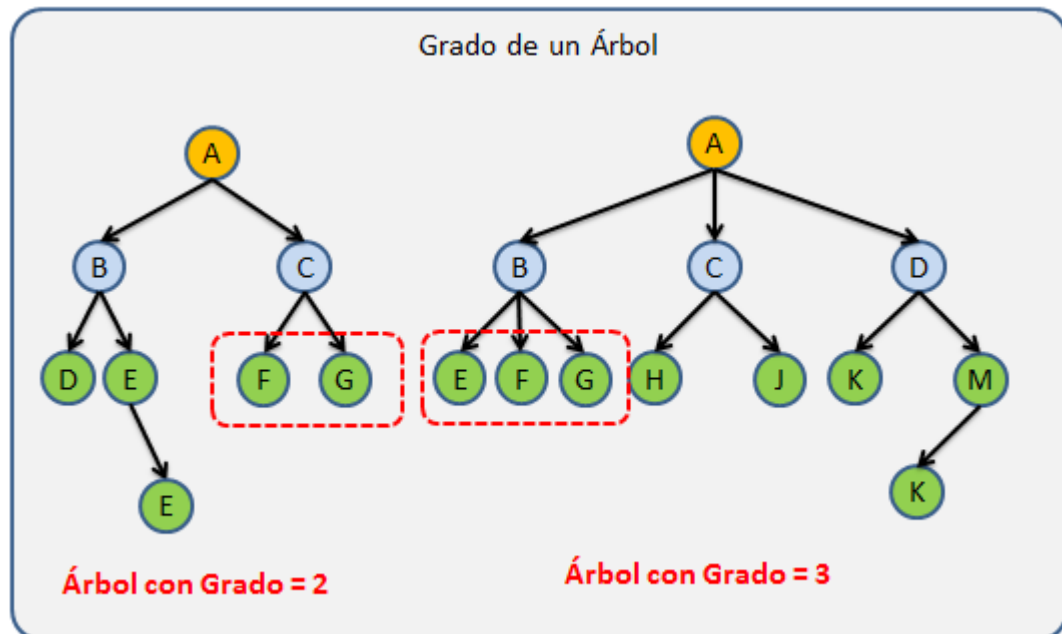 Grado de un Árbol
A
B C
D E F G
E
Árbol con Grado = 2
A
B C D
E F G H J K M
K
Árbol con Grado = 3